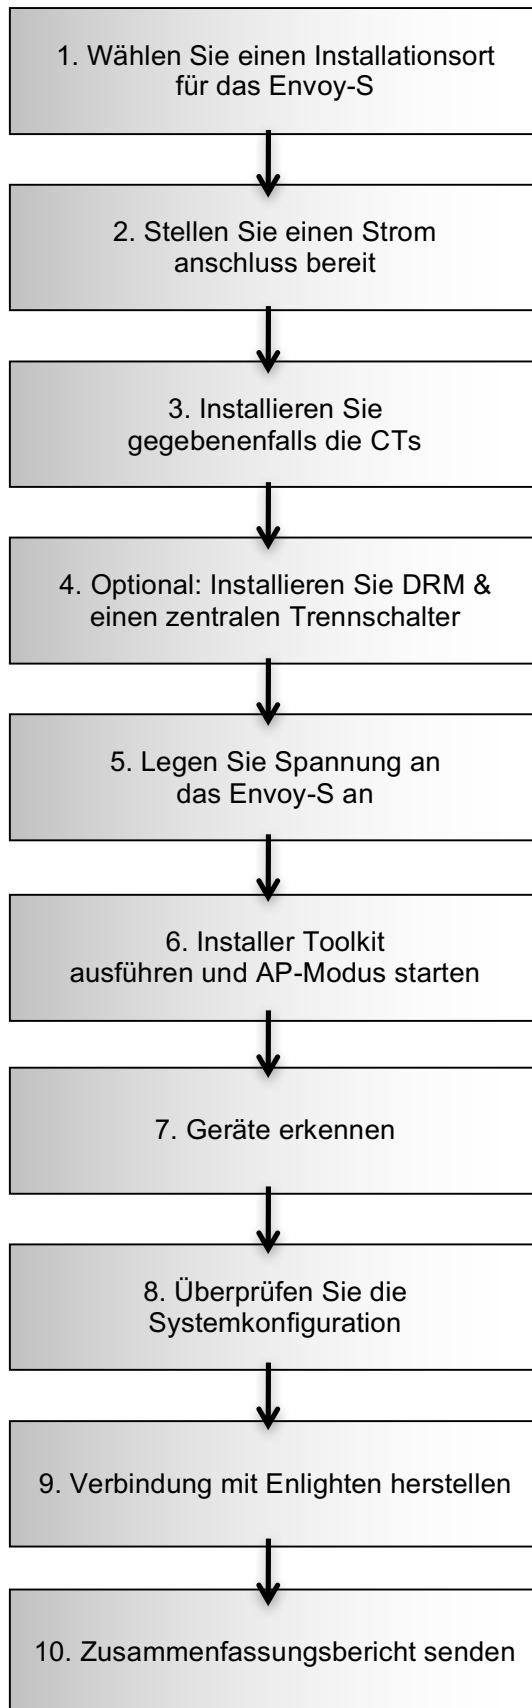 1. Wählen Sie einen Installationsort
für das Envoy-S
2. Stellen Sie einen Strom
anschluss bereit
3. Installieren Sie
gegebenenfalls die CTs
4. Optional: Installieren Sie DRM &
einen zentralen Trennschalter
5. Legen Sie Spannung an
das Envoy-S an
6. Installer Toolkit
ausführen und AP-Modus starten
7. Geräte erkennen
8. Überprüfen Sie die
Systemkonfiguration
9. Verbindung mit Enlighten herstellen
10. Zusammenfassungsbericht senden